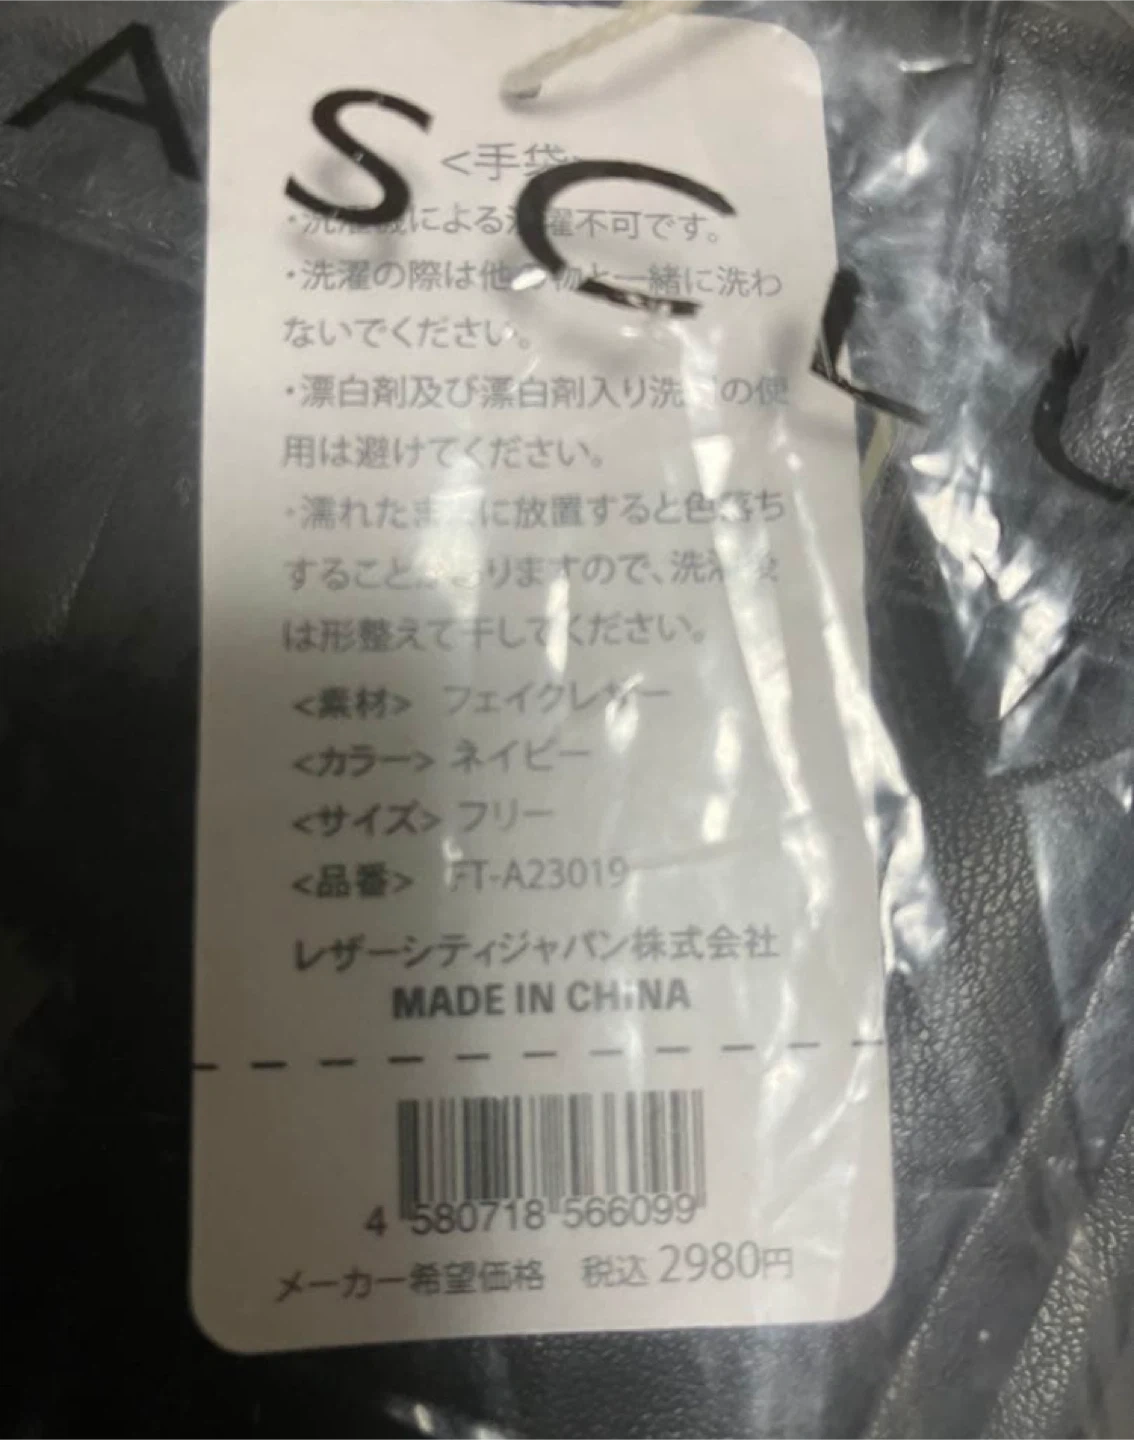 A S C L
<手袋>
・洗濯機による洗濯不可です。
・洗濯の際は他の物と一緒に洗わ
ないでください。
・漂白剤及び漂白剤入り洗 の使
用は避けてください。
・濡れたままに放置すると色落ち
することがありますので、洗濯後
は形整えて干してください。
<素材> フェイクレザー
<カラー> ネイビー
<サイズ> フリー
<品番> FT-A23019
レザーシティジャパン株式会社
MADE IN CHINA
4 580718 566099
メーカー希望価格 税込 2980円